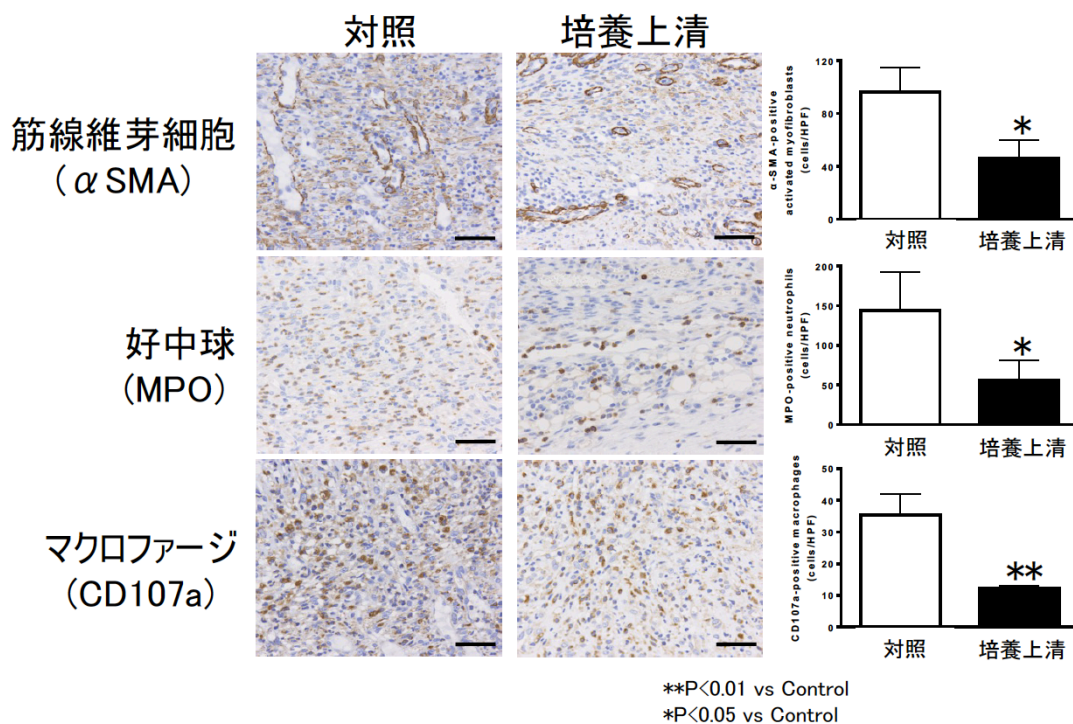 対照
培養上清
筋線維芽細胞
(αSMA)
α-SMA-positive
activated myofibroblasts
(cells/HPF)
120
80
40
0
*
対照
培養上清
好中球
(MPO)
MPO-positive neutrophils
(cells/HPF)
200
150
100
50
0
*
対照
培養上清
マクロファージ
(CD107a)
CD107a-positive macrophages
(cells/HPF)
50
40
30
20
10
0
**
対照
培養上清
**P<0.01 vs Control
*P<0.05 vs Control